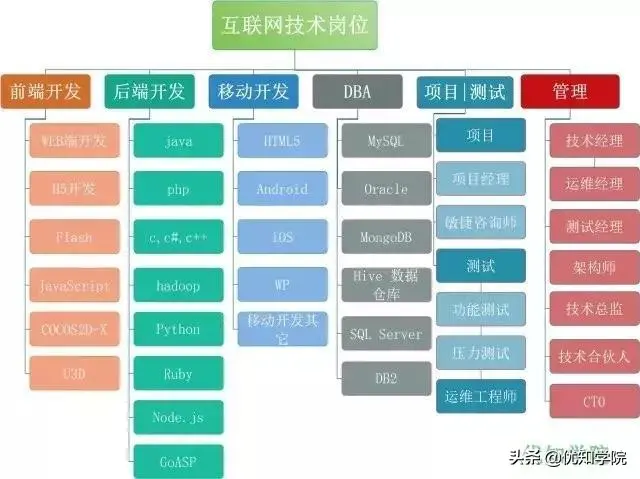 互联网技术岗位
前端开发
WEB端开发
H5开发
Flash
JavaScript
COCOS2D-X
U3D
后端开发
java
php
c,c#,c++
hadoop
Python
Ruby
Node.js
GoASP
移动开发
HTML5
Android
iOS
WP
移动开发其
它
DBA
MySQL
Oracle
MongoDB
Hive 数据
仓库
SQL Server
DB2
项目|测试
项目
项目经理
敏捷咨询师
测试
功能测试
压力测试
运维工程师
管理
技术经理
运维经理
测试经理
架构师
技术总监
技术合伙人
CTO
头条 @优知学院